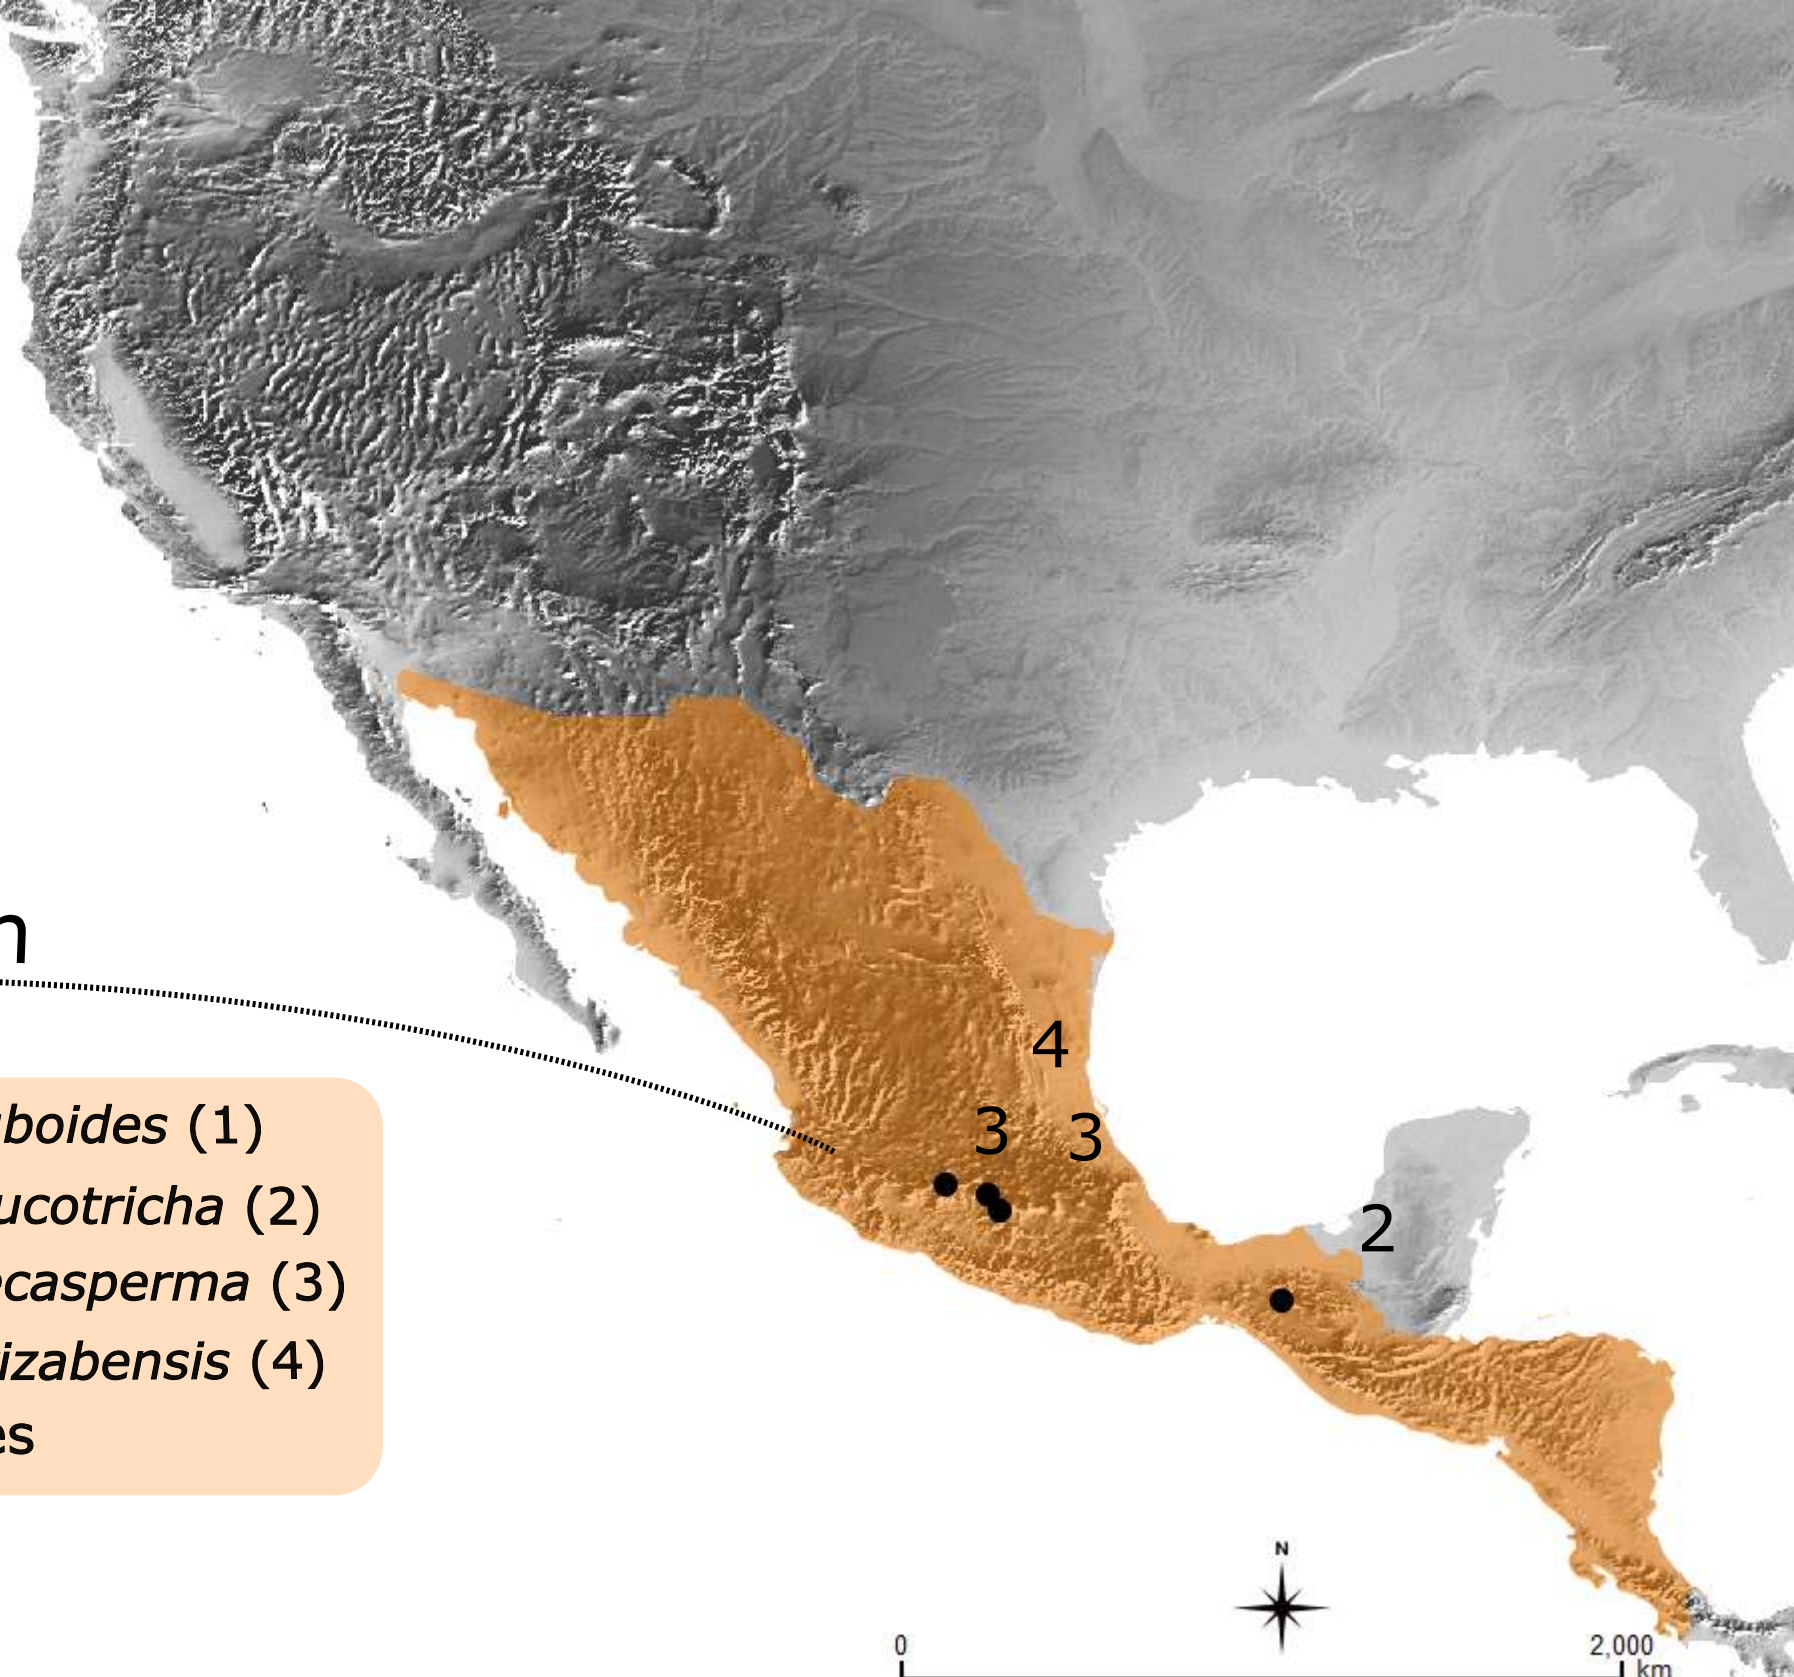 n
4
3
3
boides (1)
ucotricha (2)
2
casperma (3)
izabensis (4)
es
N
0
2,000
km